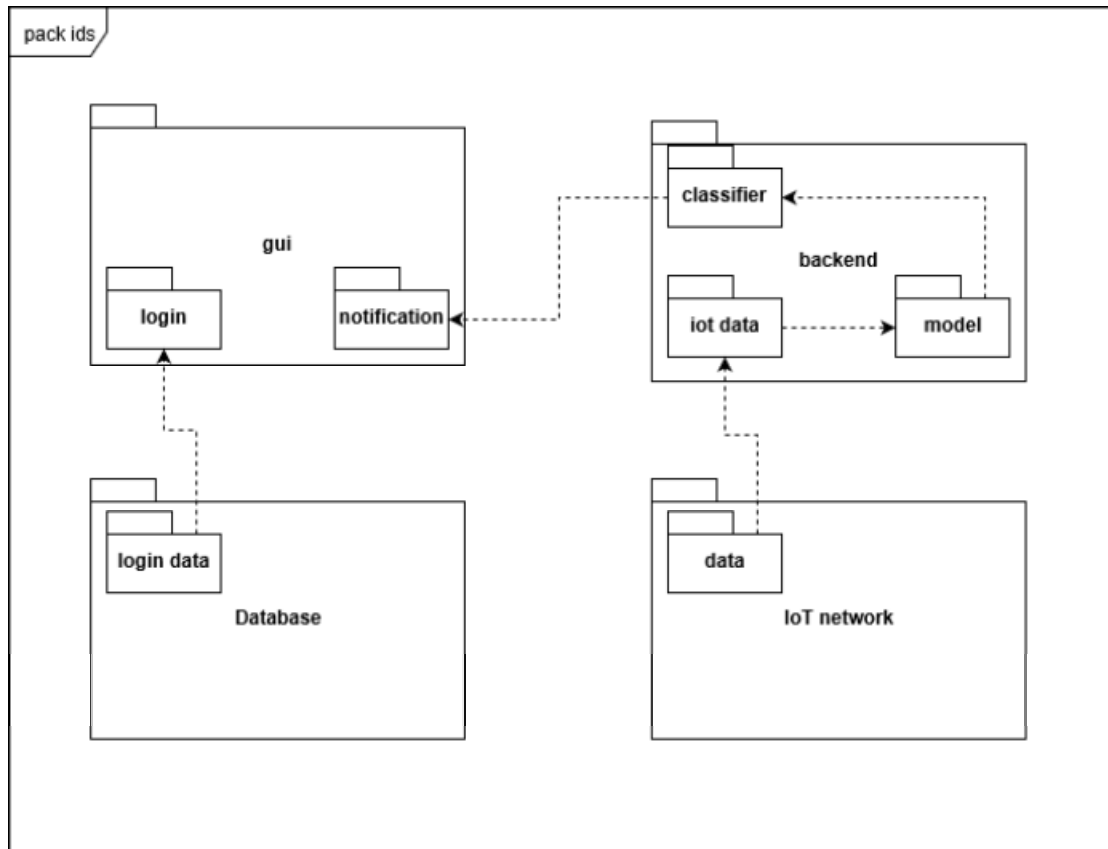 pack ids
gui
login
notification
classifier
backend
iot data
model
login data
Database
data
IoT network